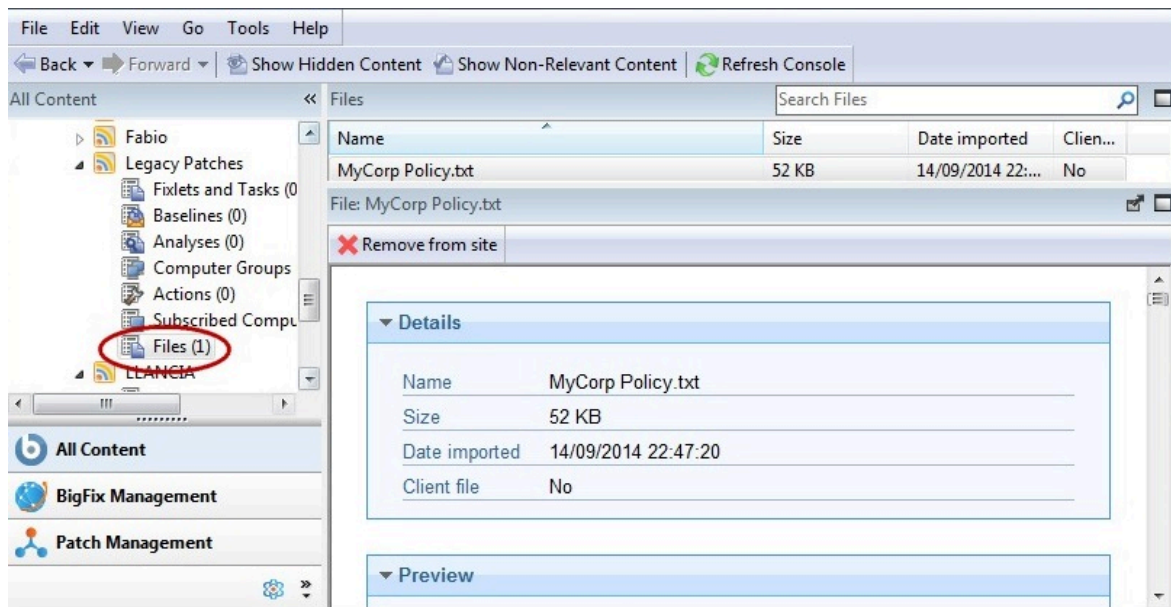 File Edit View Go Tools Help
Back Forward Show Hidden Content Show Non-Relevant Content Refresh Console
All Content « Files Search Files
Fabio
Legacy Patches
Fixlets and Tasks (0
Baselines (0)
Analyses (0)
Computer Groups
Actions (0)
Subscribed Compu
Files (1)
LLANCIA
All Content
BigFix Management
Patch Management
Name Size Date imported Clien...
MyCorp Policy.txt 52 KB 14/09/2014 22:... No
File: MyCorp Policy.txt
Remove from site
Details
Name MyCorp Policy.txt
Size 52 KB
Date imported 14/09/2014 22:47:20
Client file No
Preview